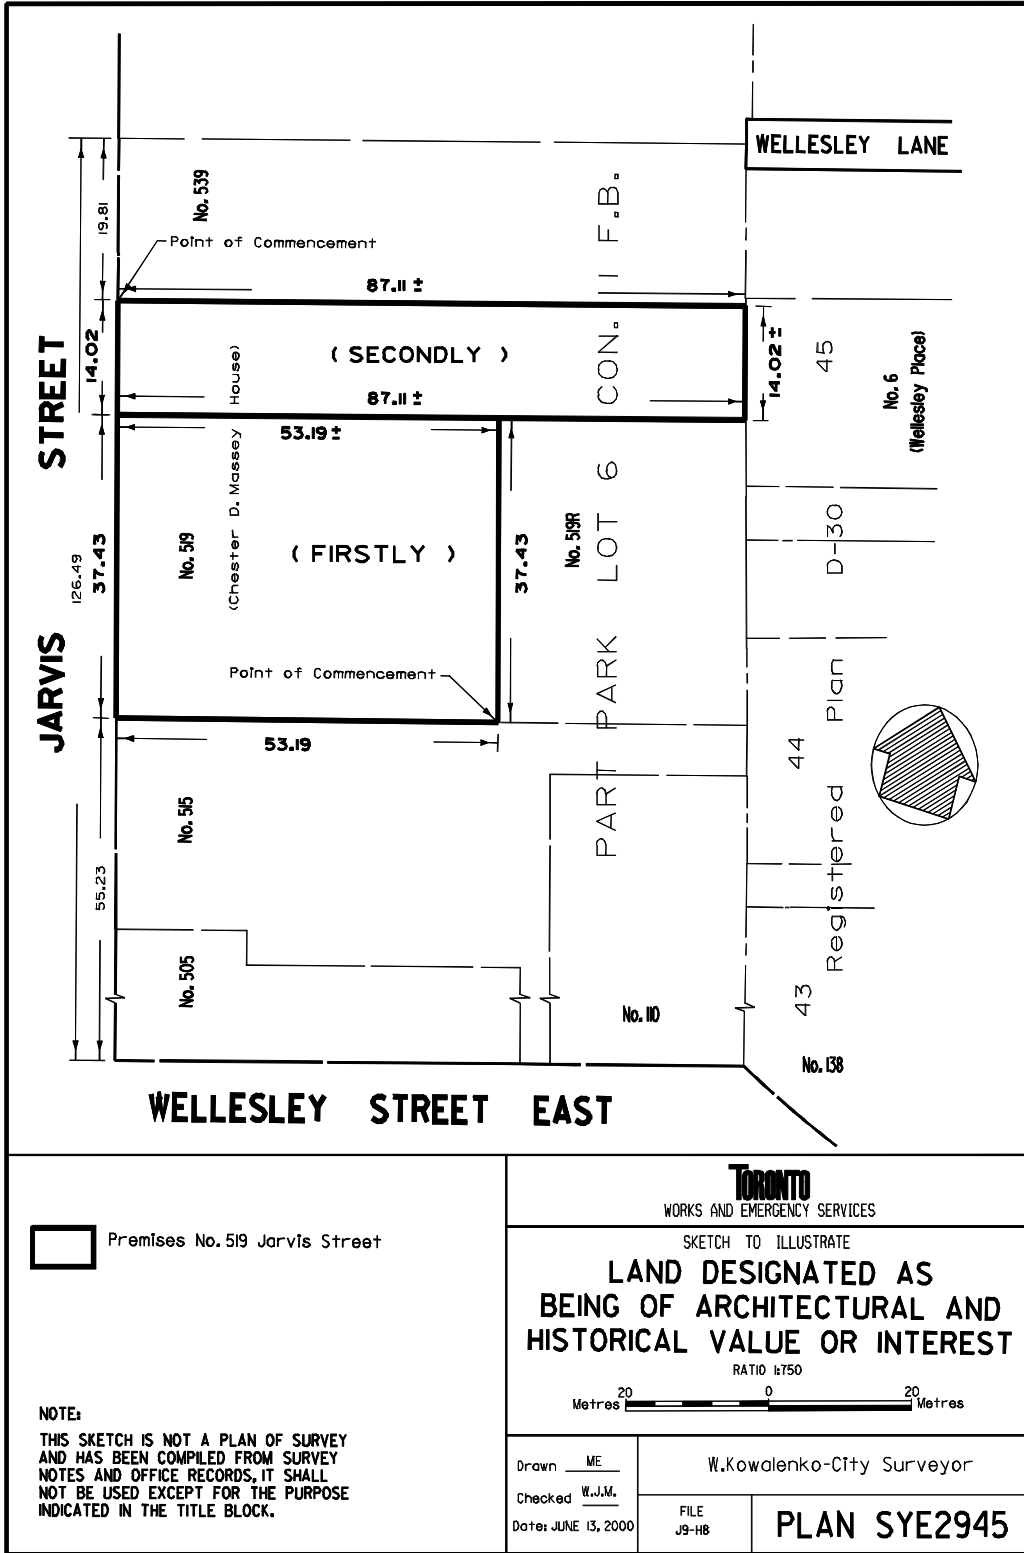 WELLESLEY LANE
No. 539
19.81
Point of Commencement
87.11 ±
PART PARK LOT 6 CON. I F.B.
JARVIS STREET
14.02
( SECONDLY )
14.02 ±
45
No. 6
(Wellesley Place)
87.11 ±
53.19 ±
(Chester D. Massey House)
126.49
37.43
No. 519
( FIRSTLY )
37.43
No. 519R
Registered Plan D-30
Point of Commencement
53.19
44
No. 515
55.23
No. 505
No. 110
43
No. 138
WELLESLEY STREET EAST
Premises No. 519 Jarvis Street
NOTE:
THIS SKETCH IS NOT A PLAN OF SURVEY
AND HAS BEEN COMPILED FROM SURVEY
NOTES AND OFFICE RECORDS, IT SHALL
NOT BE USED EXCEPT FOR THE PURPOSE
INDICATED IN THE TITLE BLOCK.
TORONTO
WORKS AND EMERGENCY SERVICES
SKETCH TO ILLUSTRATE
LAND DESIGNATED AS
BEING OF ARCHITECTURAL AND
HISTORICAL VALUE OR INTEREST
RATIO 1:750
20 0 20
Metres Metres
Drawn ME
Checked W.J.M.
Date: JUNE 13, 2000
W.Kowalenko-City Surveyor
FILE
J9-H8
PLAN SYE2945